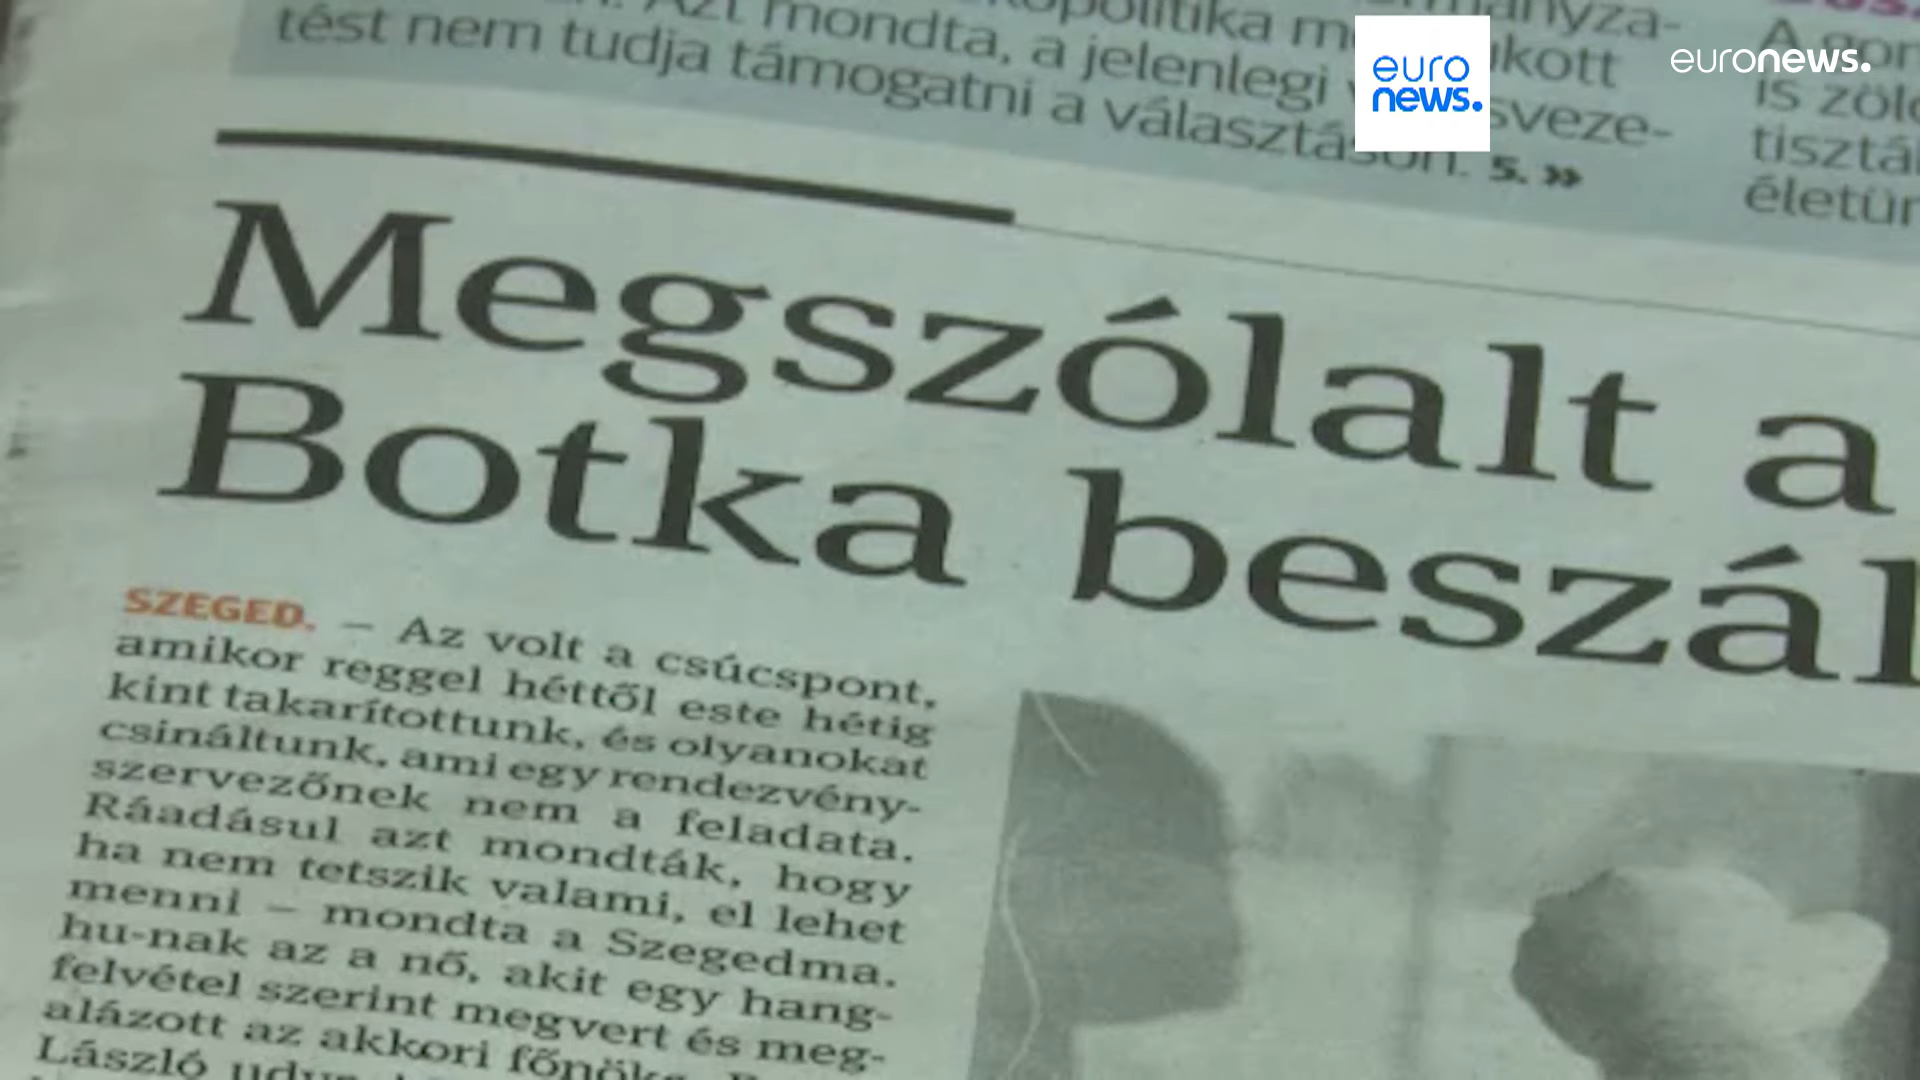 mondta, a jelenlegi
tést nem tudja támogatni a választáson. 5. »
tisztá
életü
euro
news.
euronews.
Megszólalt a
Botka beszál
SZEGED. – Az volt a csúcspont,
amikor reggel héttől este hétig
kint takarítottunk, és olyanokat
csináltunk, ami egy rendezvény-
szervezőnek nem a feladata.
Ráadásul azt mondták, hogy
ha nem tetszik valami, el lehet
menni – mondta a Szegedma.
hu-nak az a nő, akit egy hang-
felvétel szerint megvert és meg-
alázott az akkori főnöke,
László